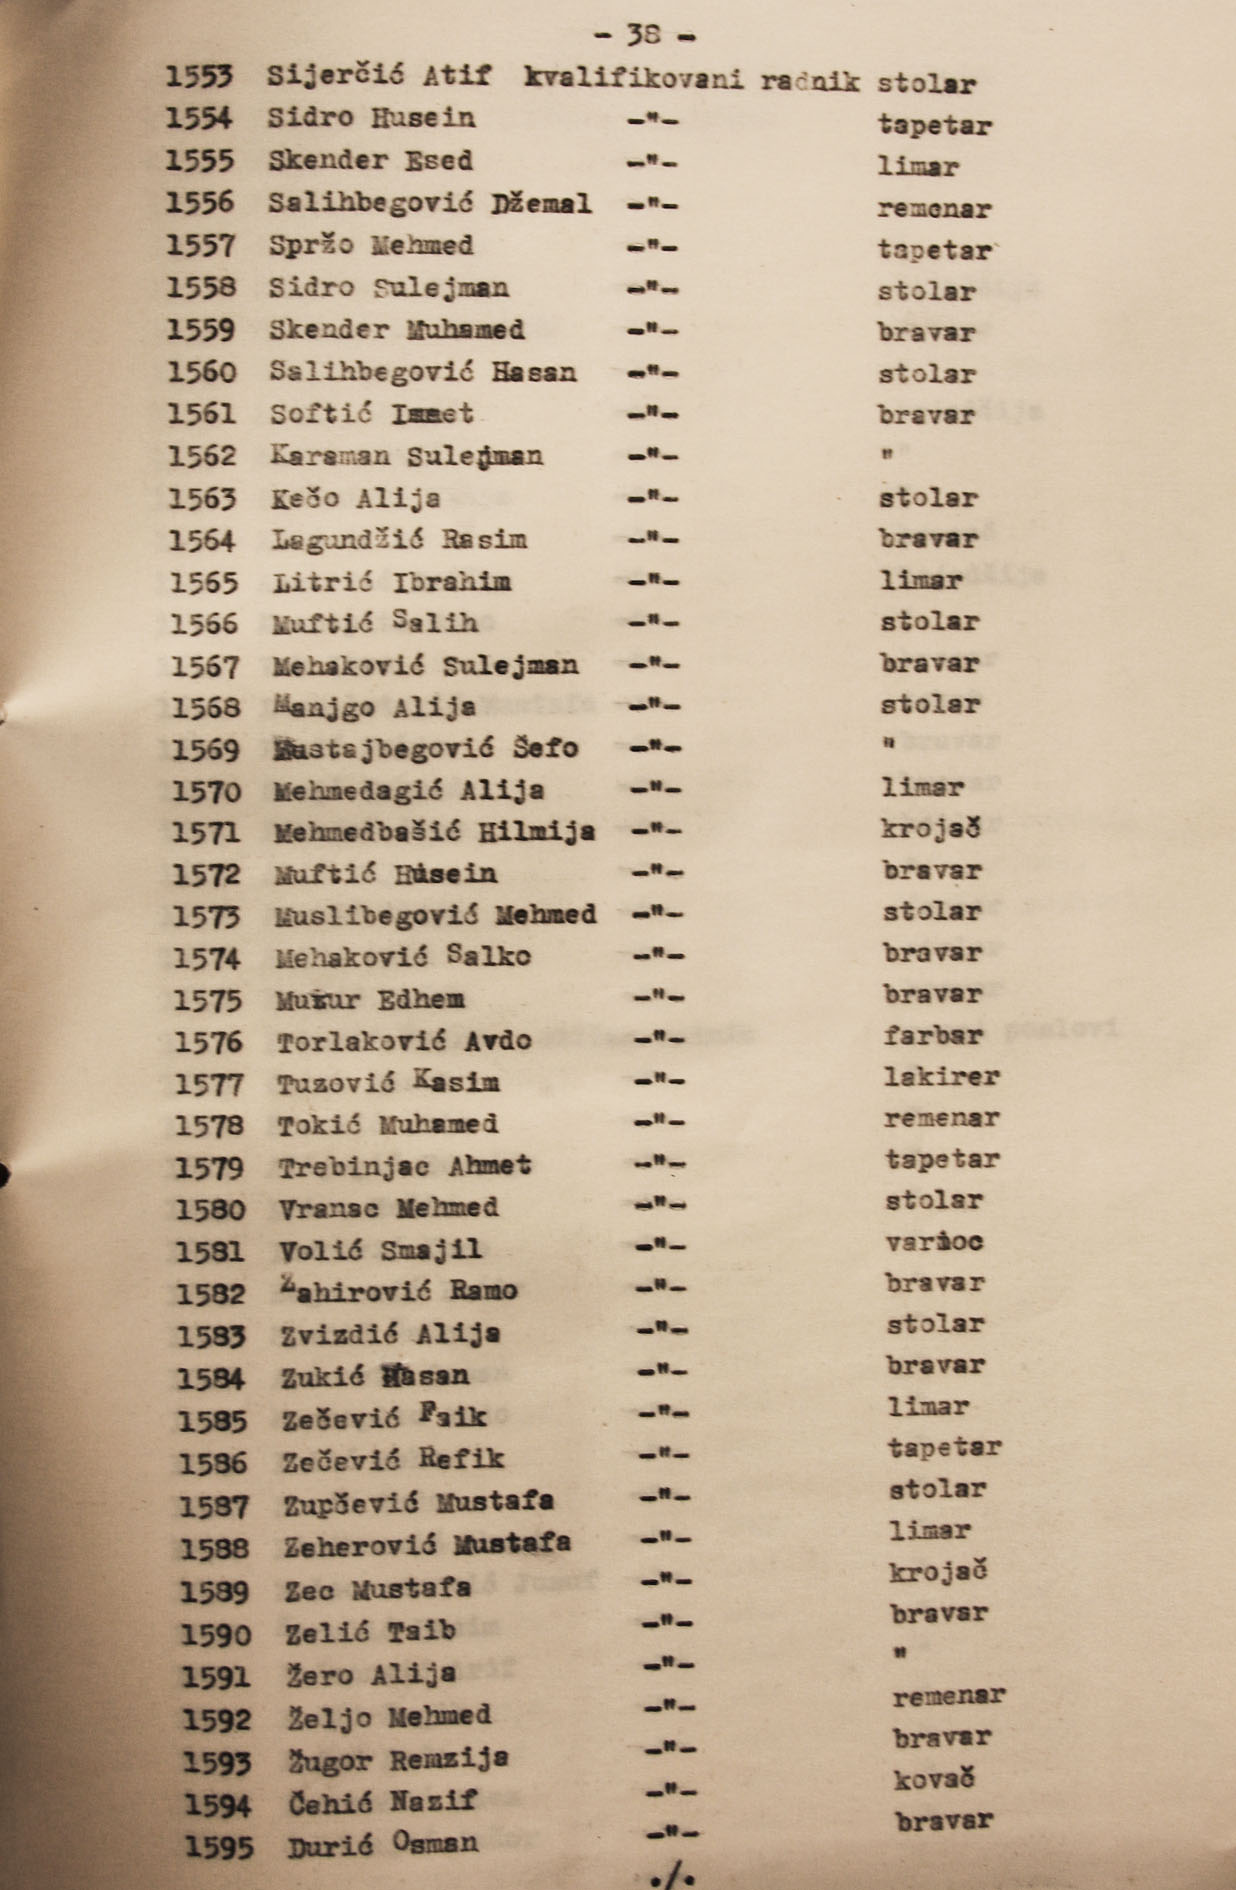 - 38 -
1553 Sijerčić Atif kvalifikovani radnik stolar
1554 Sidro Husein -"- tapetar
1555 Skender Esed -"- limar
1556 Salihbegović Džemal -"- remenar
1557 Spržo Mehmed -"- tapetar
1558 Sidro Sulejman -"- stolar
1559 Skender Muhamed -"- bravar
1560 Salihbegović Hasan -"- stolar
1561 Softić Ismet -"- bravar
1562 Karaman Sulejman -"- "
1563 Kečo Alija -"- stolar
1564 Lagundžić Rasim -"- bravar
1565 Litrić Ibrahim -"- limar
1566 Muftić Salih -"- stolar
1567 Mehaković Sulejman -"- bravar
1568 Manjgo Alija -"- stolar
1569 Mustajbegović Šefo -"- "
1570 Mehmedagić Alija -"- limar
1571 Mehmedbašić Hilmija -"- krojač
1572 Muftić Husein -"- bravar
1573 Muslibegović Mehmed -"- stolar
1574 Mehaković Salko -"- bravar
1575 Edhem -"- bravar
1576 Torlaković Avdo -"- farbar
1577 Tuzović Kasim -"- lakirer
1578 Tokić Muhamed -"- remenar
1579 Trebinjac Ahmet -"- tapetar
1580 Vranac Mehmed -"- stolar
1581 Volić Smajil -"-
1582 Zahirović Ramo -"- bravar
1583 Zvizdić Alija -"- stolar
1584 Zukić Hasan -"- bravar
1585 Zečević Faik -"- limar
1586 Zečević Refik -"- tapetar
1587 Zupčević Mustafa -"- stolar
1588 Zeherović Mustafa -"- limar
1589 Zec Mustafa -"- krojač
1590 Zelić Taib -"- bravar
1591 Žero Alija -"- "
1592 Željo Mehmed -"- remenar
1593 Žugor Remzija -"- bravar
1594 Čehić Nazif -"- kovač
1595 Durić Osman -"- bravar
./.